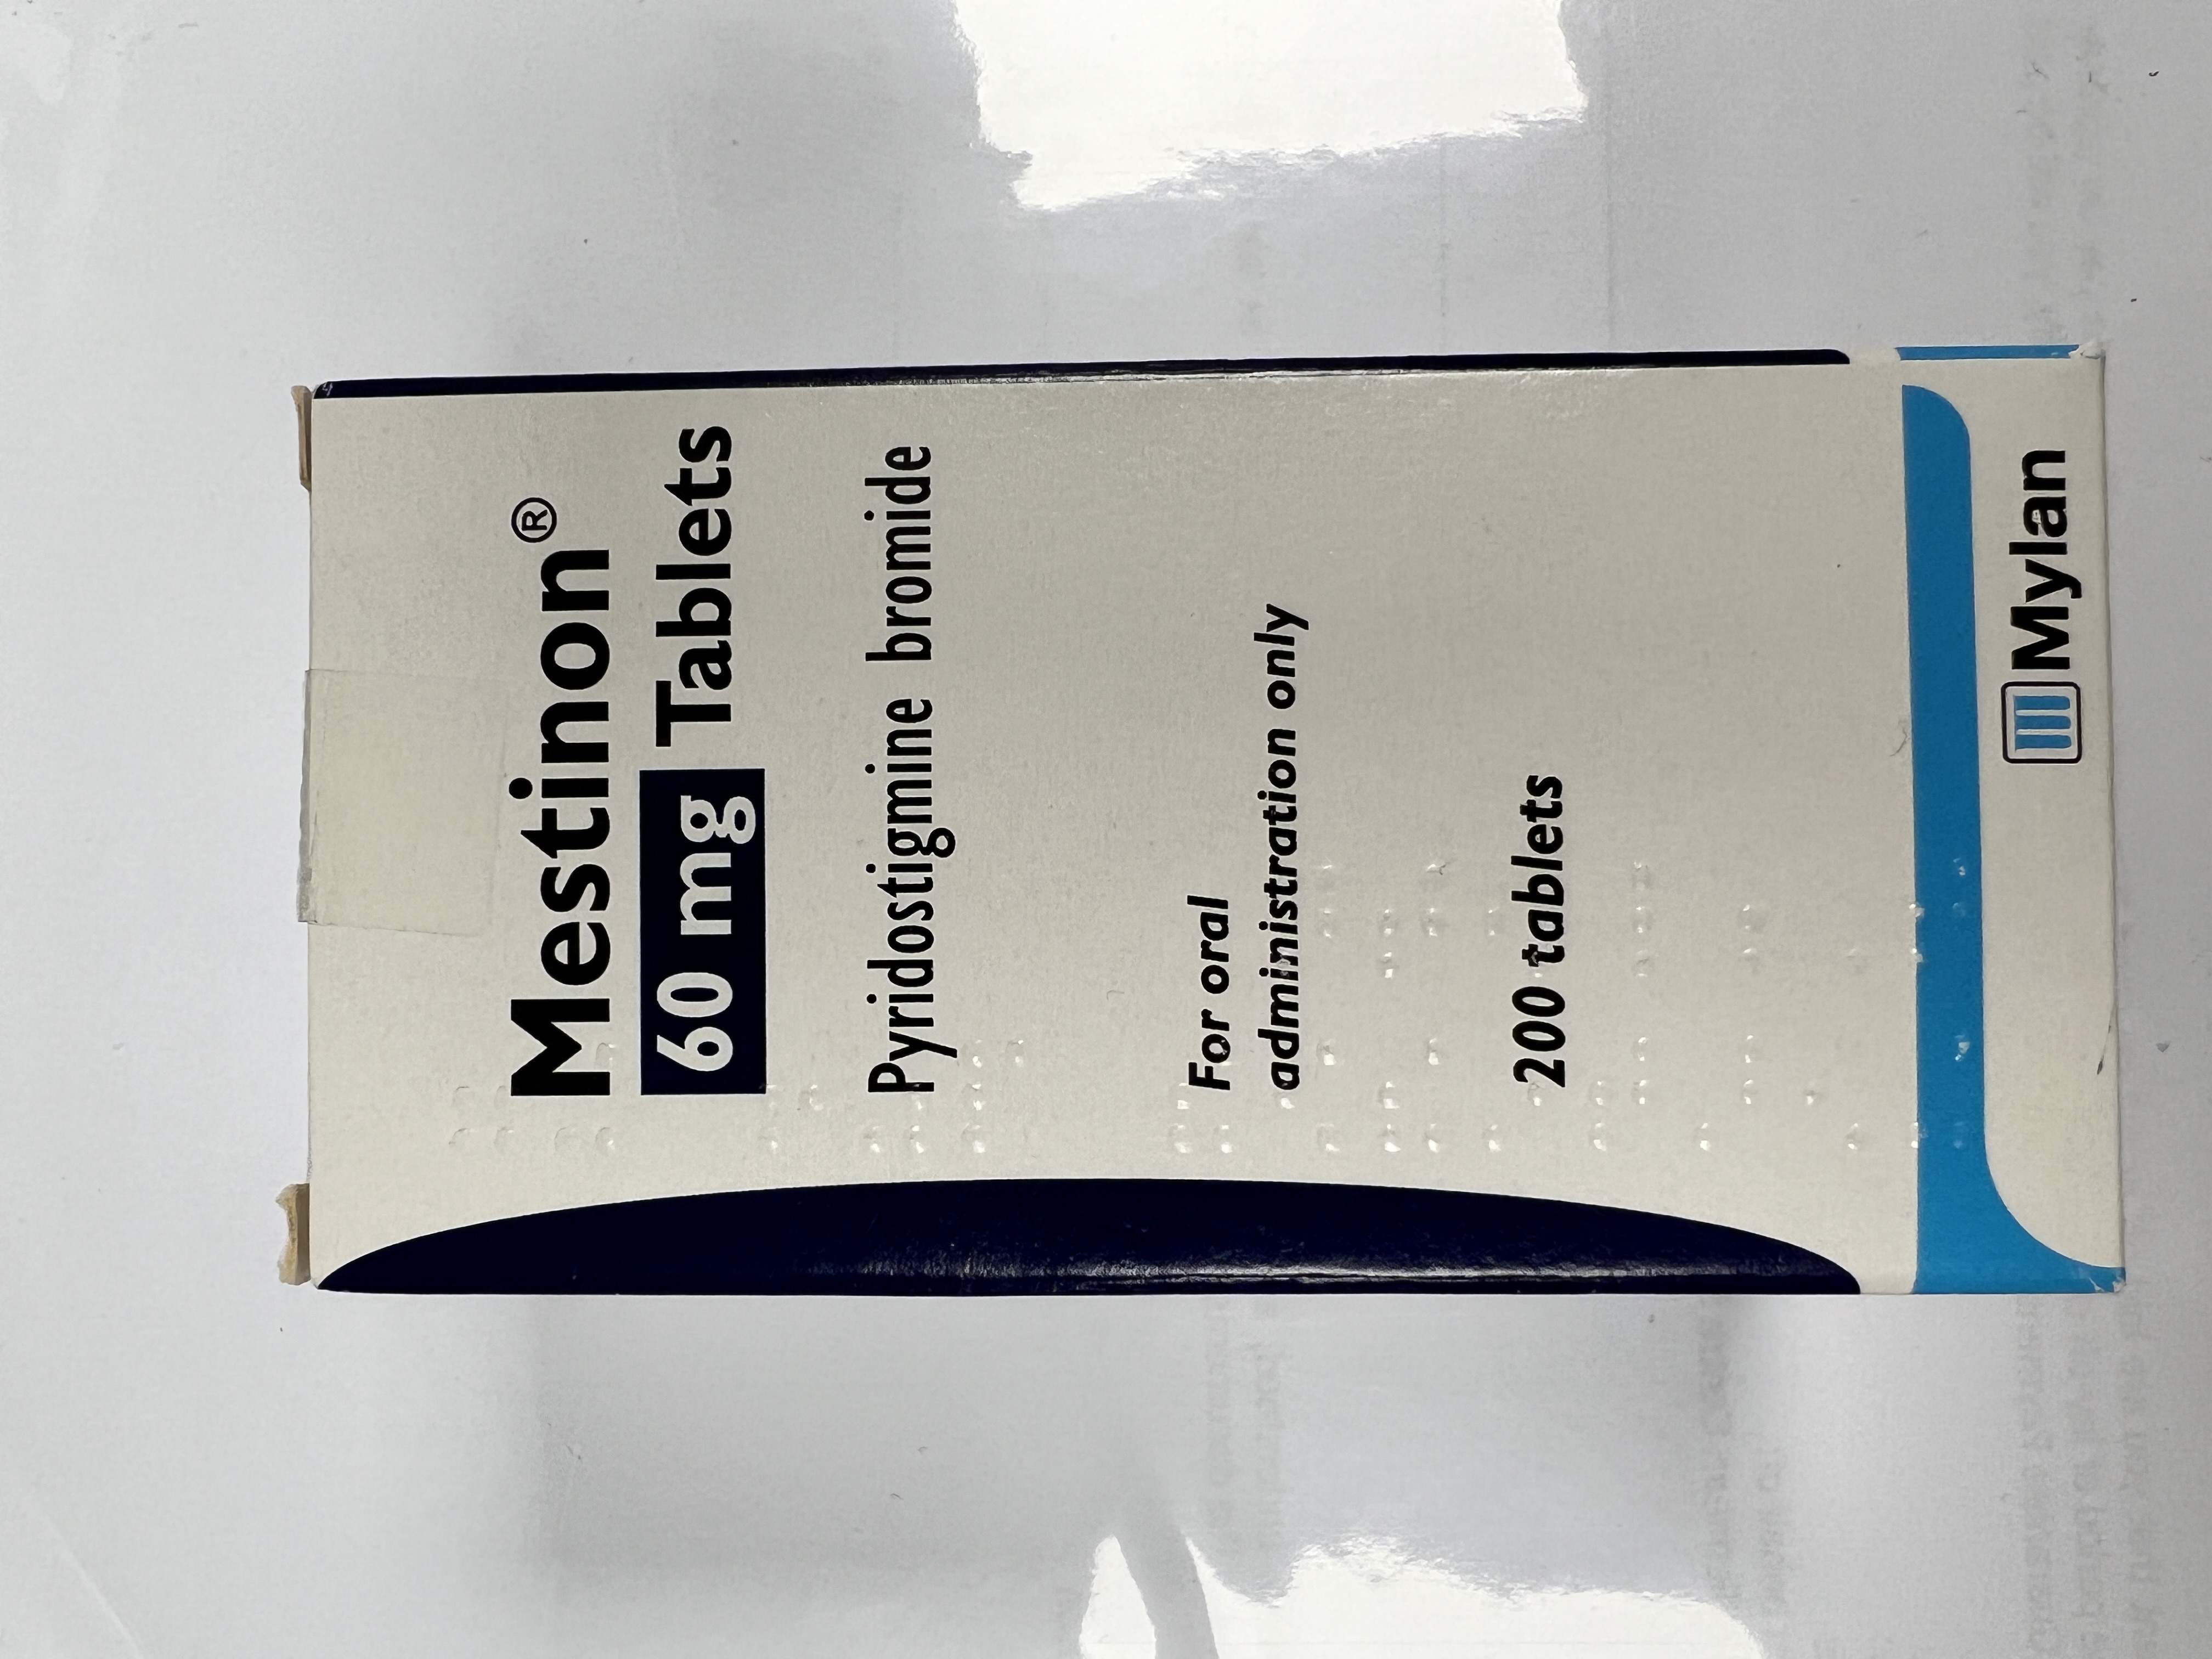 Mestinon®
60 mg Tablets
Pyridostigmine bromide
For oral
administration only
200 tablets
Mylan